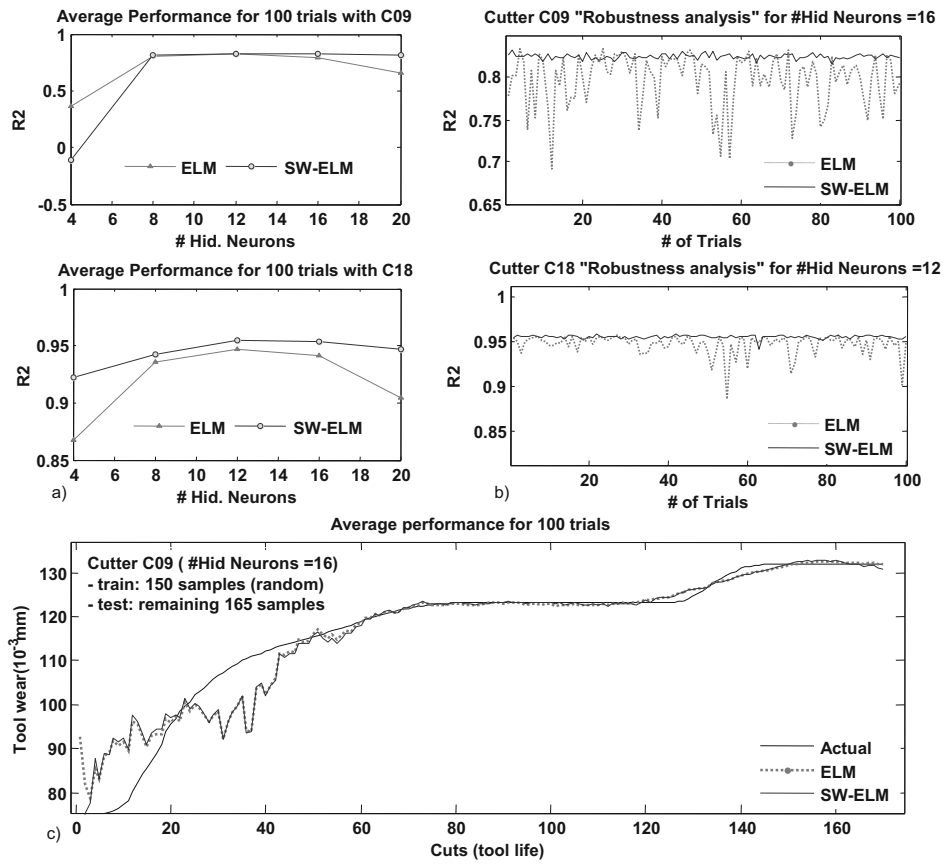 Average Performance for 100 trials with C09
1
0.5
0
-0.5
R2
4 6 8 10 12 14 16 18 20
# Hid. Neurons
ELM SW-ELM
Cutter C09 "Robustness analysis" for #Hid Neurons =16
0.8
0.75
0.7
0.65
R2
20 40 60 80 100
# of Trials
ELM
SW-ELM
Average Performance for 100 trials with C18
1
0.95
0.9
0.85
R2
4 6 8 10 12 14 16 18 20
# Hid. Neurons
ELM SW-ELM
a)
Cutter C18 "Robustness analysis" for #Hid Neurons =12
1
0.95
0.9
0.85
R2
20 40 60 80 100
# of Trials
ELM
SW-ELM
b)
Average performance for 100 trials
Cutter C09 ( #Hid Neurons =16)
- train: 150 samples (random)
- test: remaining 165 samples
130
120
110
100
90
80
Tool wear(10-3mm)
0 20 40 60 80 100 120 140 160
Cuts (tool life)
Actual
ELM
SW-ELM
c)